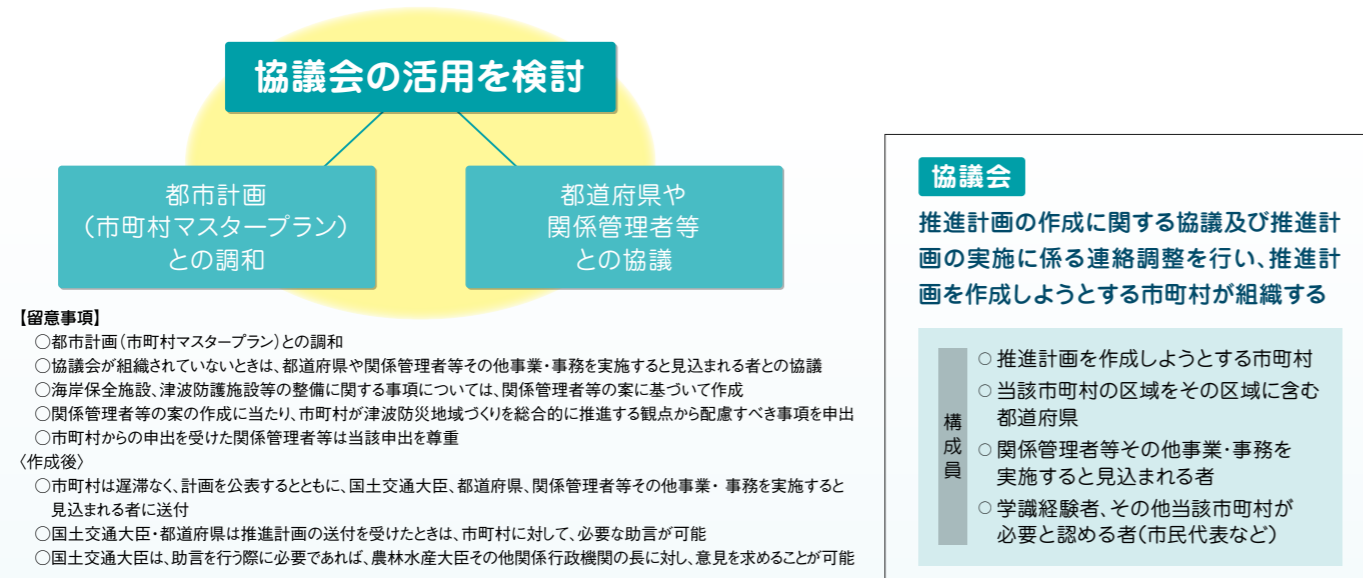 協議会の活用を検討
都市計画
（市町村マスタープラン）
との調和
都道府県や
関係管理者等
との協議
【留意事項】
○都市計画（市町村マスタープラン）との調和
○協議会が組織されていないときは、都道府県や関係管理者等その他事業・事務を実施すると見込まれる者との協議
○海岸保全施設、津波防護施設等の整備に関する事項については、関係管理者等の案に基づいて作成
○関係管理者等の案の作成に当たり、市町村が津波防災地域づくりを総合的に推進する観点から配慮すべき事項を申出
○市町村からの申出を受けた関係管理者等は当該申出を尊重
〈作成後〉
○市町村は遅滞なく、計画を公表するとともに、国土交通大臣、都道府県、関係管理者等その他事業・ 事務を実施すると
見込まれる者に送付
○国土交通大臣・都道府県は推進計画の送付を受けたときは、市町村に対して、必要な助言が可能
○国土交通大臣は、助言を行う際に必要であれば、農林水産大臣その他関係行政機関の長に対し、意見を求めることが可能
協議会
推進計画の作成に関する協議及び推進計
画の実施に係る連絡調整を行い、推進計
画を作成しようとする市町村が組織する
構成員
○推進計画を作成しようとする市町村
○当該市町村の区域をその区域に含む
都道府県
○関係管理者等その他事業・事務を
実施すると見込まれる者
○学識経験者、その他当該市町村が
必要と認める者（市民代表など）